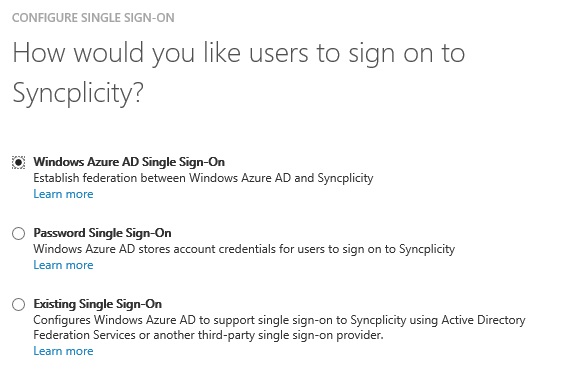 CONFIGURE SINGLE SIGN-ON
How would you like users to sign on to
Syncplicity?
Windows Azure AD Single Sign-On
Establish federation between Windows Azure AD and Syncplicity
Learn more
Password Single Sign-On
Windows Azure AD stores account credentials for users to sign on to Syncplicity
Learn more
Existing Single Sign-On
Configures Windows Azure AD to support single sign-on to Syncplicity using Active Directory
Federation Services or another third-party single sign-on provider.
Learn more